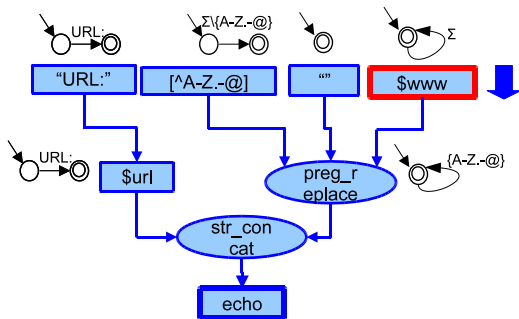 URL:
Σ\{A-Z.-@}
Σ
“URL:”
[^A-Z.-@]
“”
$www
URL:
$url
preg_r
eplace
{A-Z.-@}
str_con
cat
echo